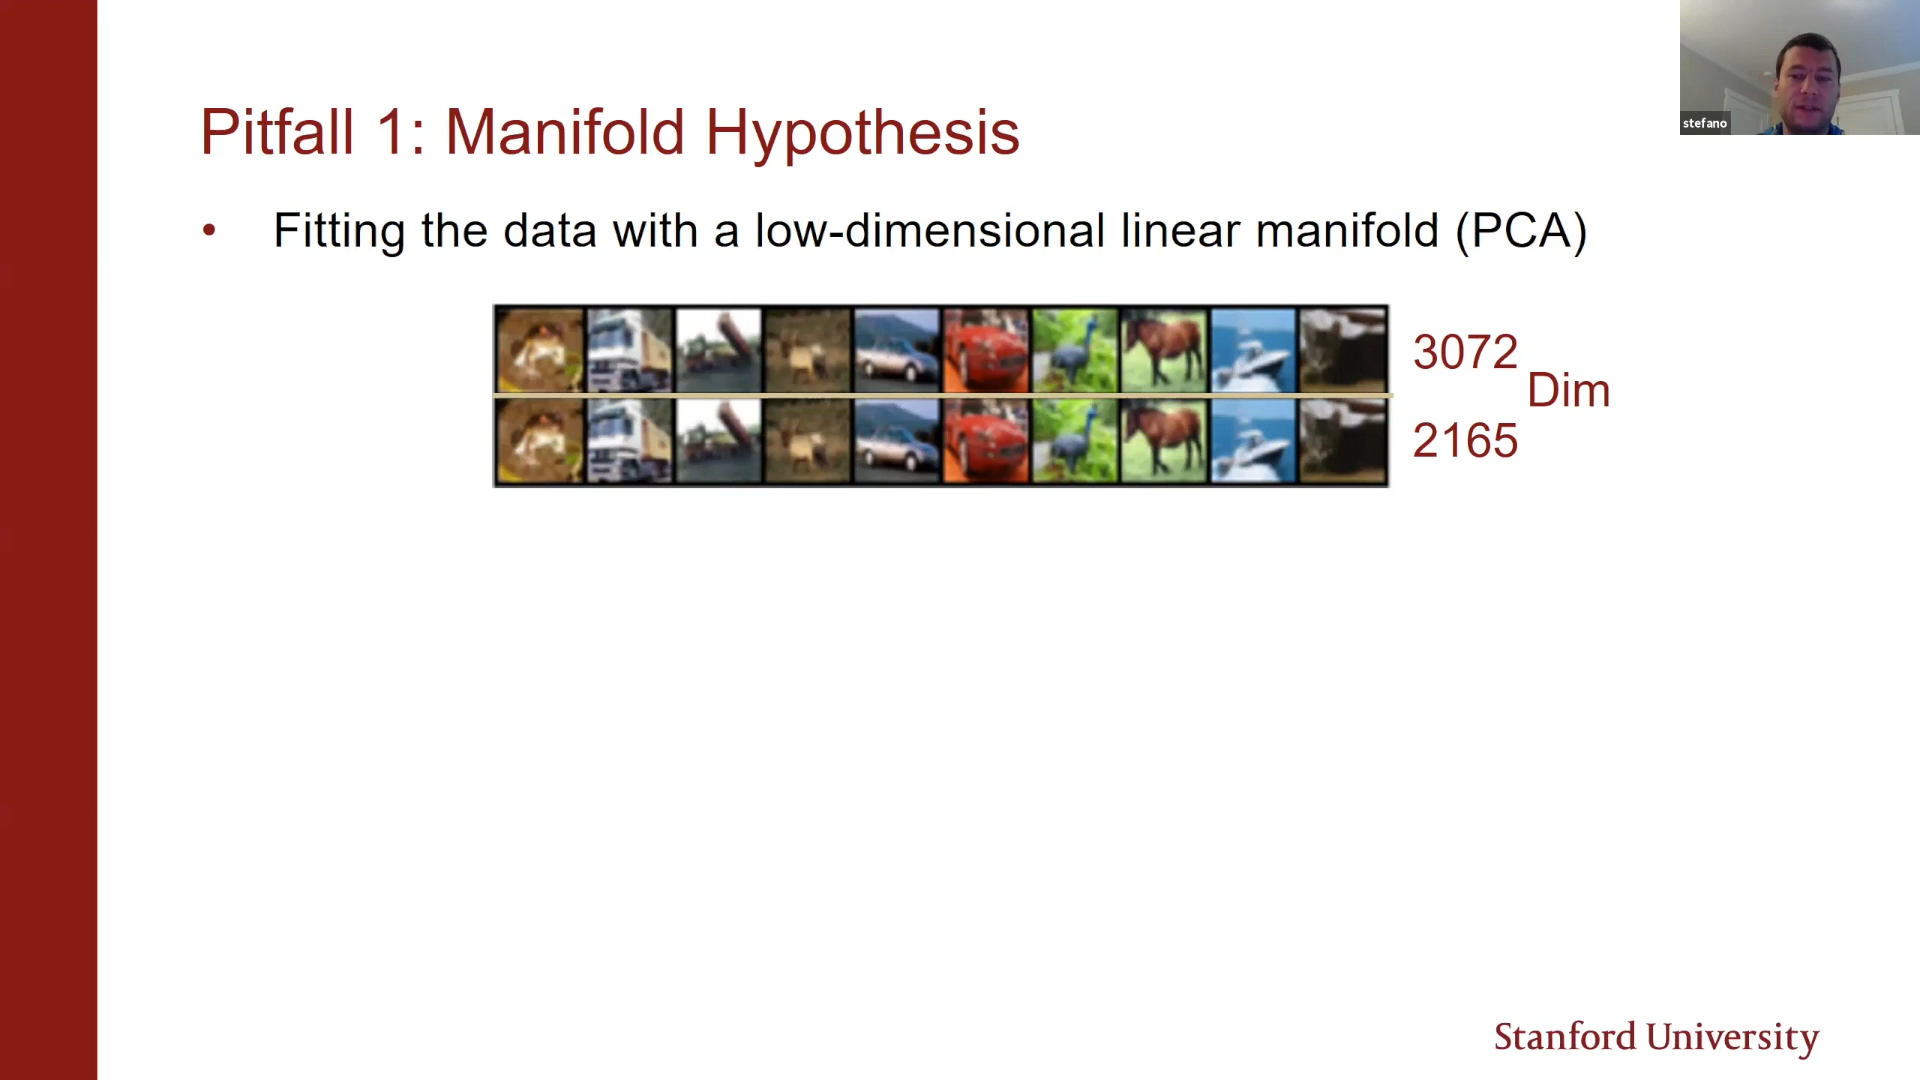 Pitfall 1: Manifold Hypothesis
• Fitting the data with a low-dimensional linear manifold (PCA)
3072
Dim
2165
stefano
Stanford University